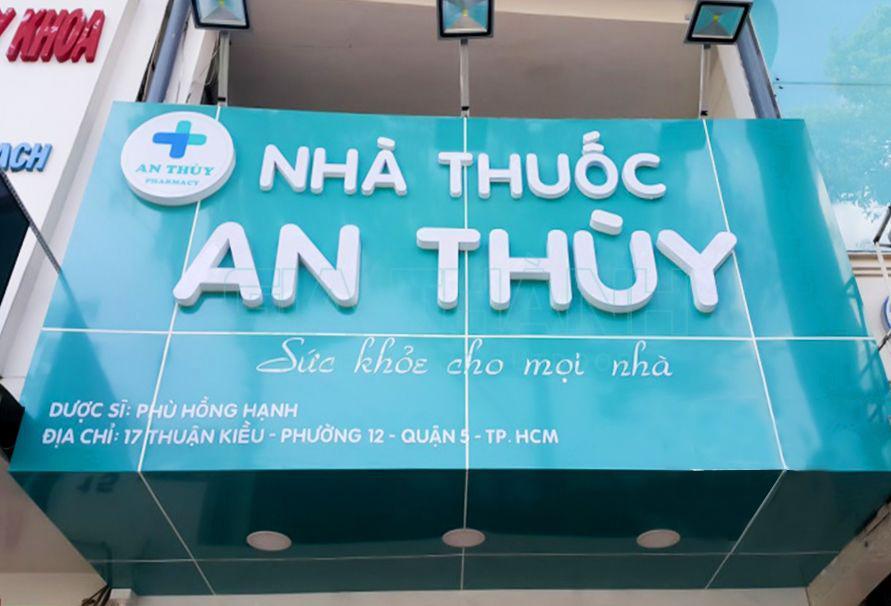 Y KHOA
ACH
AN THÙY
PHARMACY
NHÀ THUỐC
AN THÙY
Sức khỏe cho mọi nhà
DƯỢC SĨ: PHÙ HỒNG HẠNH
ĐỊA CHỈ: 17 THUẬN KIỀU - PHƯỜNG 12 - QUẬN 5 - TP. HCM